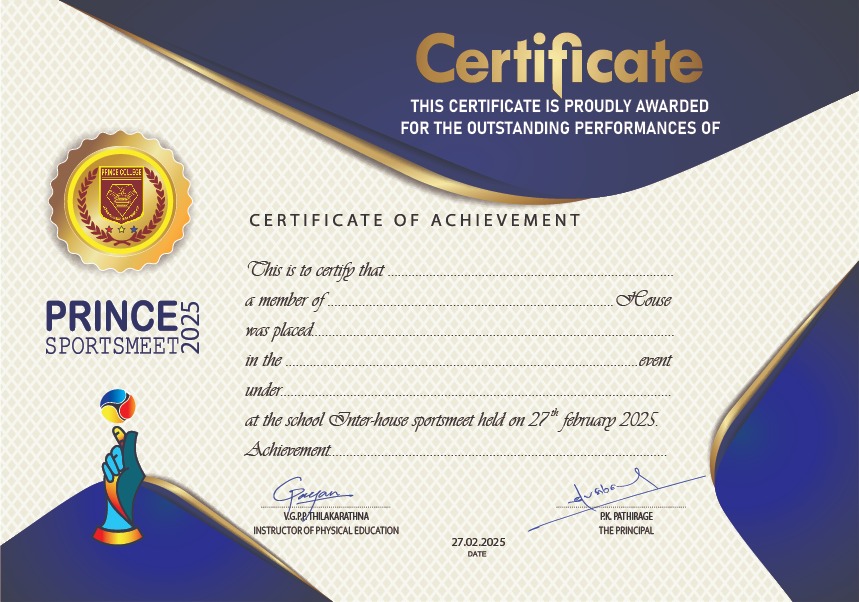 Certificate
THIS CERTIFICATE IS PROUDLY AWARDED
FOR THE OUTSTANDING PERFORMANCES OF
PRINCE COLLEGE
CERTIFICATE OF ACHIEVEMENT
This is to certify that ........................
a member of ........................ House
was placed........................
in the ........................event
under........................
at the school Inter-house sportsmeet held on 27th february 2025.
Achievement........................
PRINCE
SPORTSMEET
2025
V.G.P.P. THILAKARATHNA
INSTRUCTOR OF PHYSICAL EDUCATION
27.02.2025
DATE
P.K. PATHIRAGE
THE PRINCIPAL